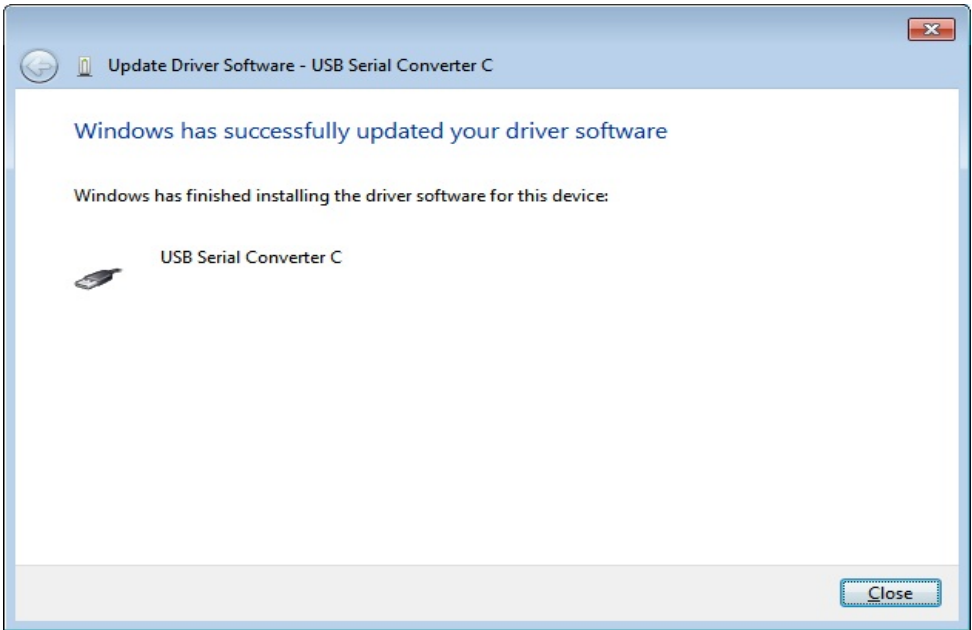 Update Driver Software - USB Serial Converter C
Windows has successfully updated your driver software
Windows has finished installing the driver software for this device:
USB Serial Converter C
Close